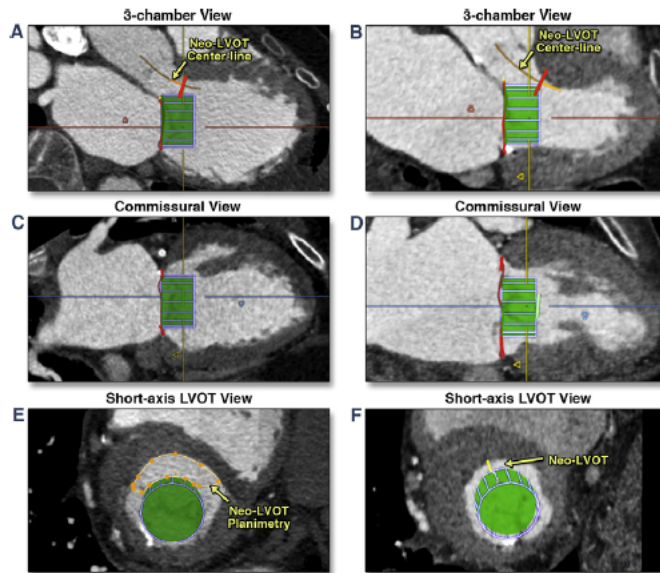 3-chamber View
A
Neo-LVOT
Center-line
3-chamber View
B
Neo-LVOT
Center-line
Commissural View
C
Commissural View
D
Short-axis LVOT View
E
Neo-LVOT
Planimetry
Short-axis LVOT View
F
Neo-LVOT